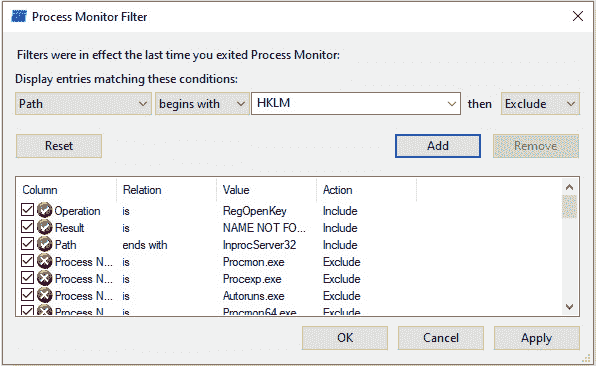 Process Monitor Filter
Filters were in effect the last time you exited Process Monitor:
Display entries matching these conditions:
Path begins with HKLM then Exclude
Reset Add Remove
Column Relation Value Action
Operation is RegOpenKey Include
Result is NAME NOT FO... Include
Path ends with InprocServer32 Include
Process N... is Procmon.exe Exclude
Process N... is Procexp.exe Exclude
Process N... is Autoruns.exe Exclude
Process N... is Procmon64.exe Exclude
OK Cancel Apply